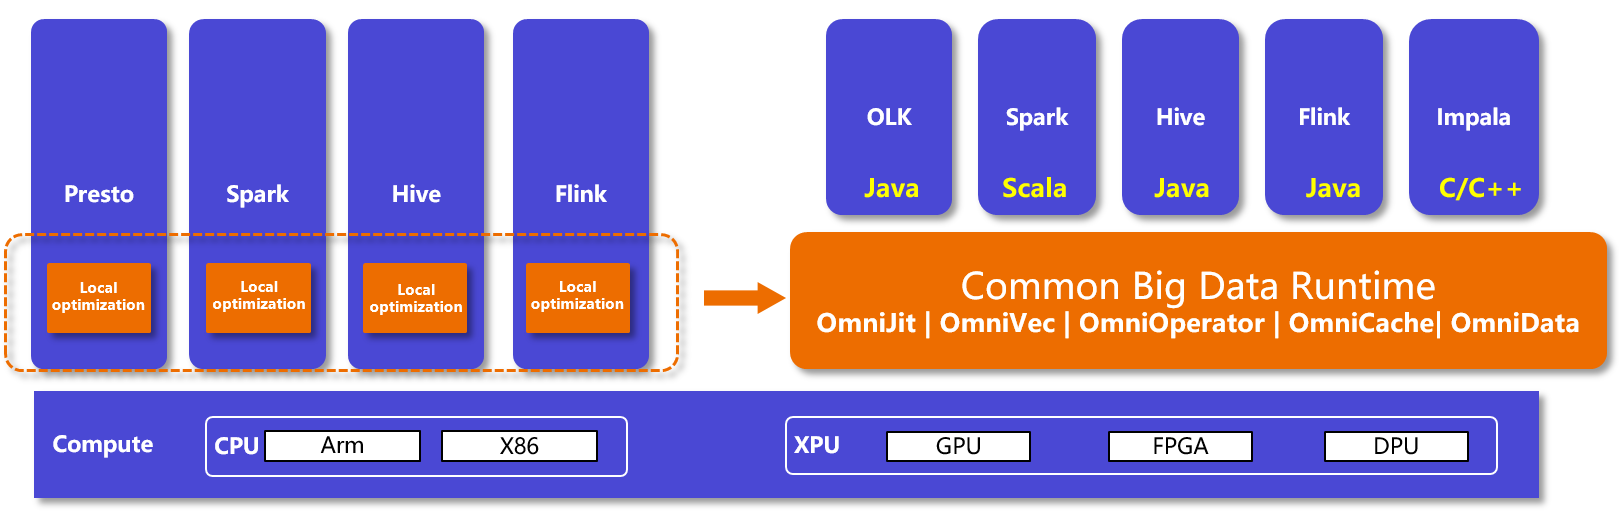 Presto
Spark
Hive
Flink
Local
optimization
Local
optimization
Local
optimization
Local
optimization
OLK
Java
Spark
Scala
Hive
Java
Flink
Java
Impala
C/C++
Common Big Data Runtime
OmniJit | OmniVec | OmniOperator | OmniCache| OmniData
Compute
CPU
Arm
X86
XPU
GPU
FPGA
DPU